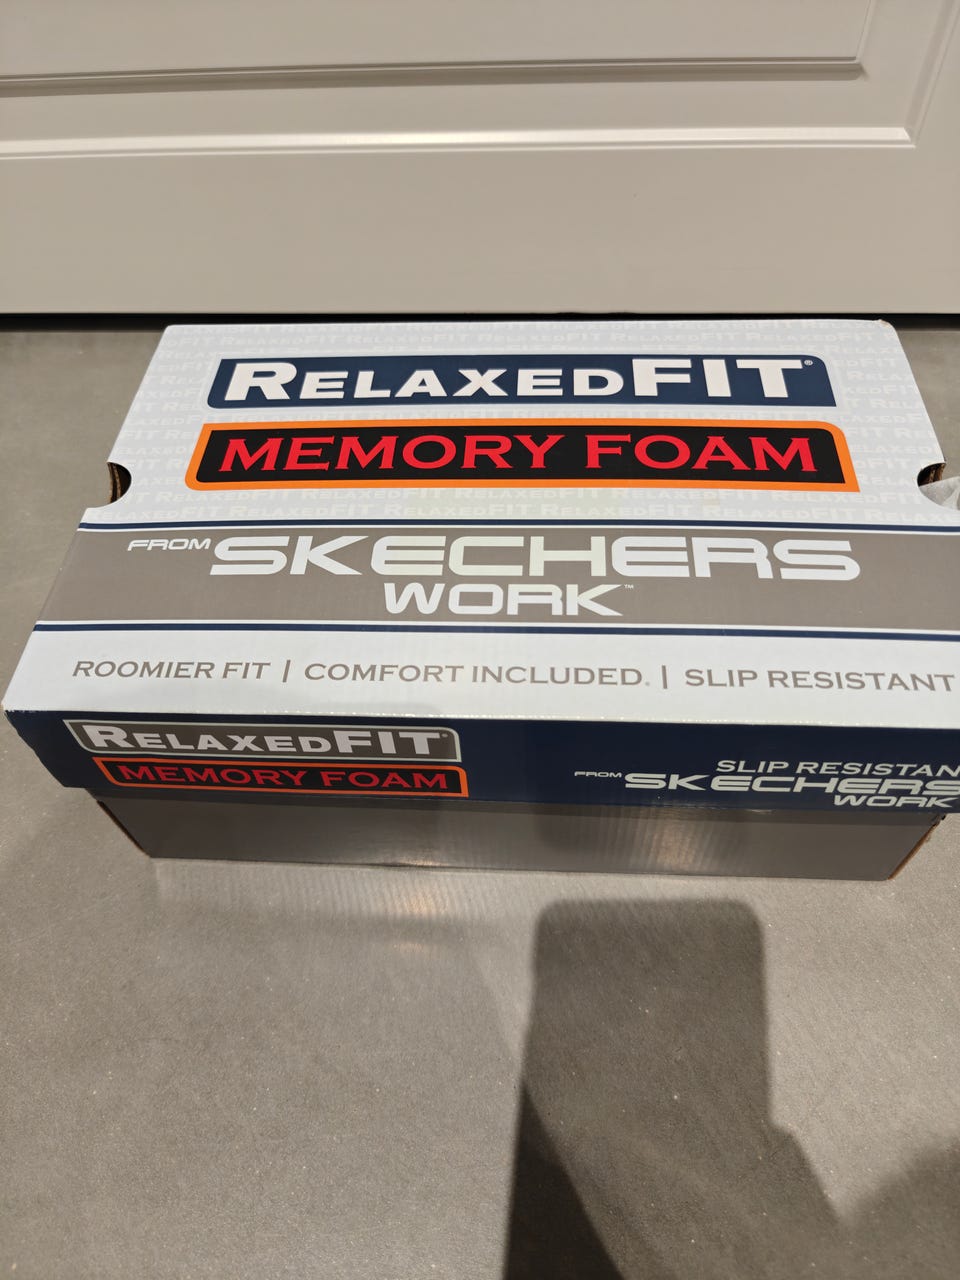 RELAXEDFIT®
MEMORY FOAM
FROM SKECHERS
WORK™
ROOMIER FIT | COMFORT INCLUDED. | SLIP RESISTANT
RELAXEDFIT
MEMORY FOAM
SLIP RESISTAN
FROM SKECHERS
WORK